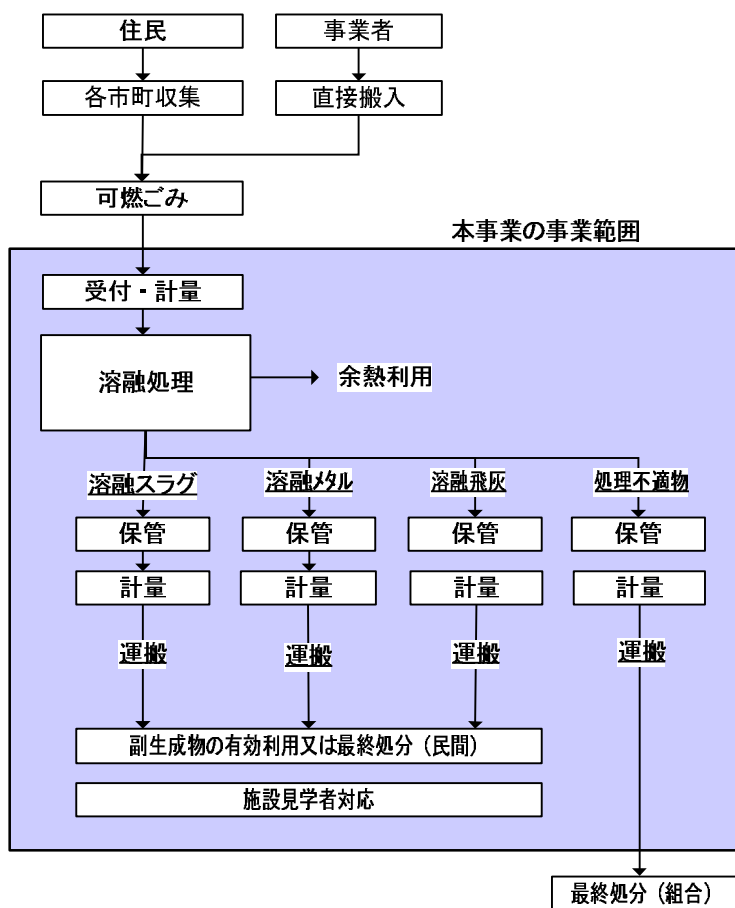 住民
事業者
各市町収集
直接搬入
可燃ごみ
本事業の事業範囲
受付・計量
溶融処理
余熱利用
溶融スラグ
溶融メタル
溶融飛灰
処理不適物
保管
保管
保管
保管
計量
計量
計量
計量
運搬
運搬
運搬
運搬
副生成物の有効利用又は最終処分（民間）
施設見学者対応
最終処分（組合）